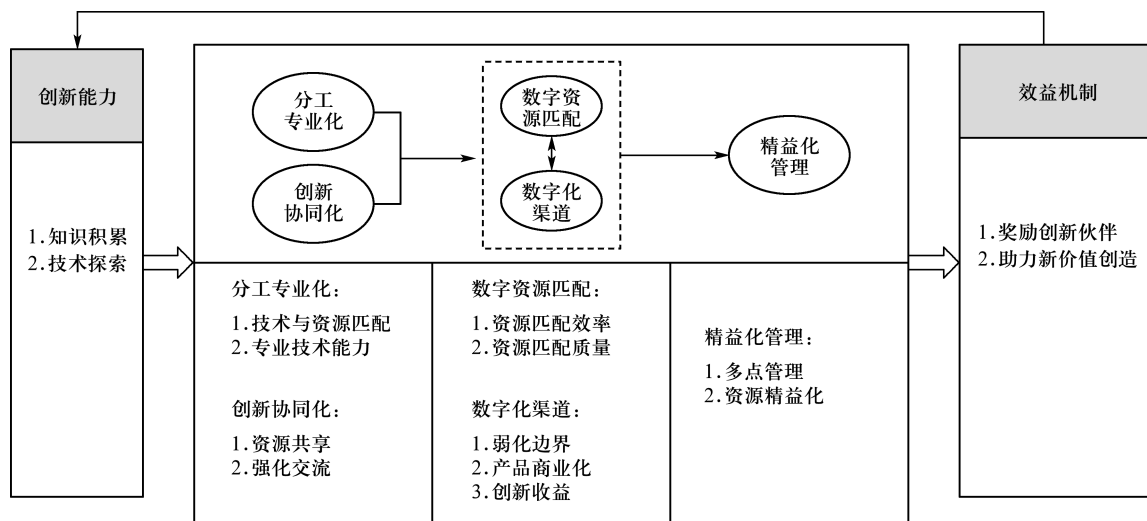 创新能力
1.知识积累
2.技术探索
分工
专业化
创新
协同化
数字资
源匹配
数字化
渠道
精益化
管理
分工专业化：
1.技术与资源匹配
2.专业技术能力
创新协同化：
1.资源共享
2.强化交流
数字资源匹配：
1.资源匹配效率
2.资源匹配质量
数字化渠道：
1.弱化边界
2.产品商业化
3.创新收益
精益化管理：
1.多点管理
2.资源精益化
效益机制
1.奖励创新伙伴
2.助力新价值创造